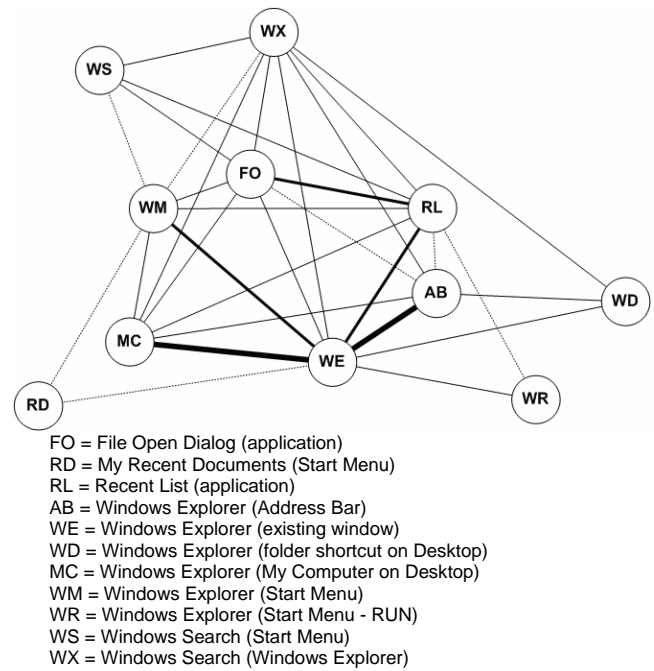 WX
WS
FO
WM
RL
AB
WD
MC
WE
WR
RD
FO = File Open Dialog (application)
RD = My Recent Documents (Start Menu)
RL = Recent List (application)
AB = Windows Explorer (Address Bar)
WE = Windows Explorer (existing window)
WD = Windows Explorer (folder shortcut on Desktop)
MC = Windows Explorer (My Computer on Desktop)
WM = Windows Explorer (Start Menu)
WR = Windows Explorer (Start Menu - RUN)
WS = Windows Search (Start Menu)
WX = Windows Search (Windows Explorer)